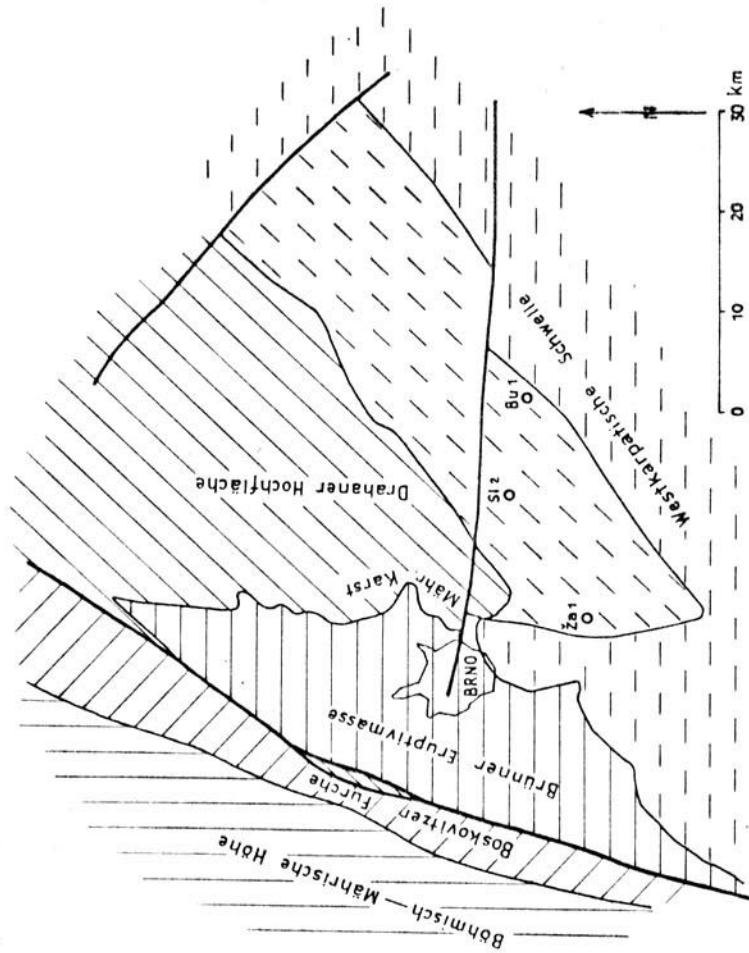 Böhmisch — Mährische Höhe
Boskovitzer
Furche
Brünner Eruptivmasse
BRNO
Mähr Karst
Drahaner Hochfläche
Westkarpatische Schwelle
Ža 1
Sl 2
Bu 1
N
0 10 20 30 km